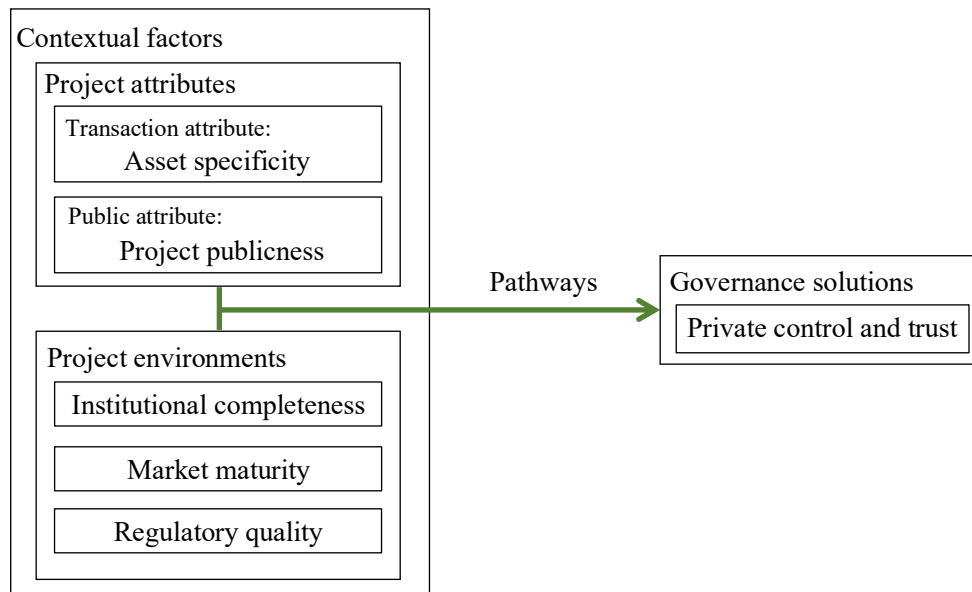 Contextual factors
Project attributes
Transaction attribute:
Asset specificity
Public attribute:
Project publicness
Project environments
Institutional completeness
Market maturity
Regulatory quality
Pathways
Governance solutions
Private control and trust